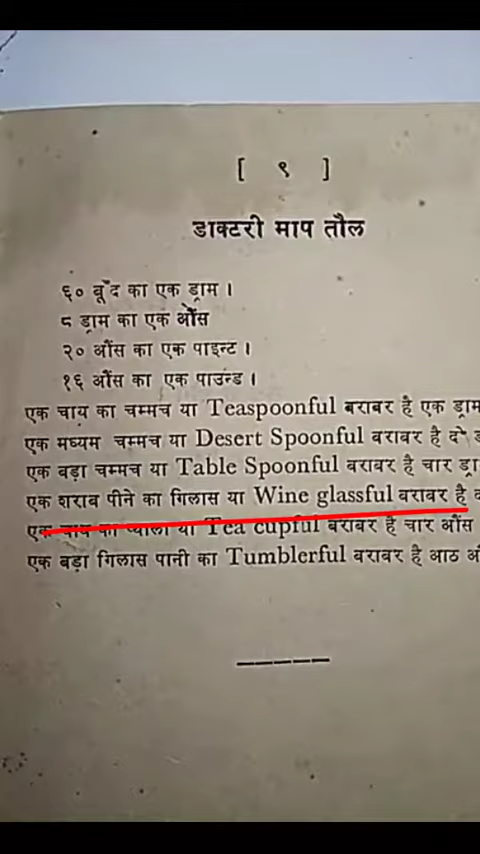 [ ९ ]
डाक्टरी माप तौल
६० बूँद का एक ड्राम ।
८ ड्राम का एक औंस
२० औंस का एक पाइन्ट ।
१६ औंस का एक पाउन्ड ।
एक चाय का चम्मच या Teaspoonful बराबर है एक ड्राम
एक मध्यम चम्मच या Desert Spoonful बराबर है दो
एक बड़ा चम्मच या Table Spoonful बराबर है चार
एक शराब पीने का गिलास या Wine glassful बराबर है
एक चाय का प्याला या Tea cupful बराबर है चार औंस
एक बड़ा गिलास पानी का Tumblerful बराबर है आठ